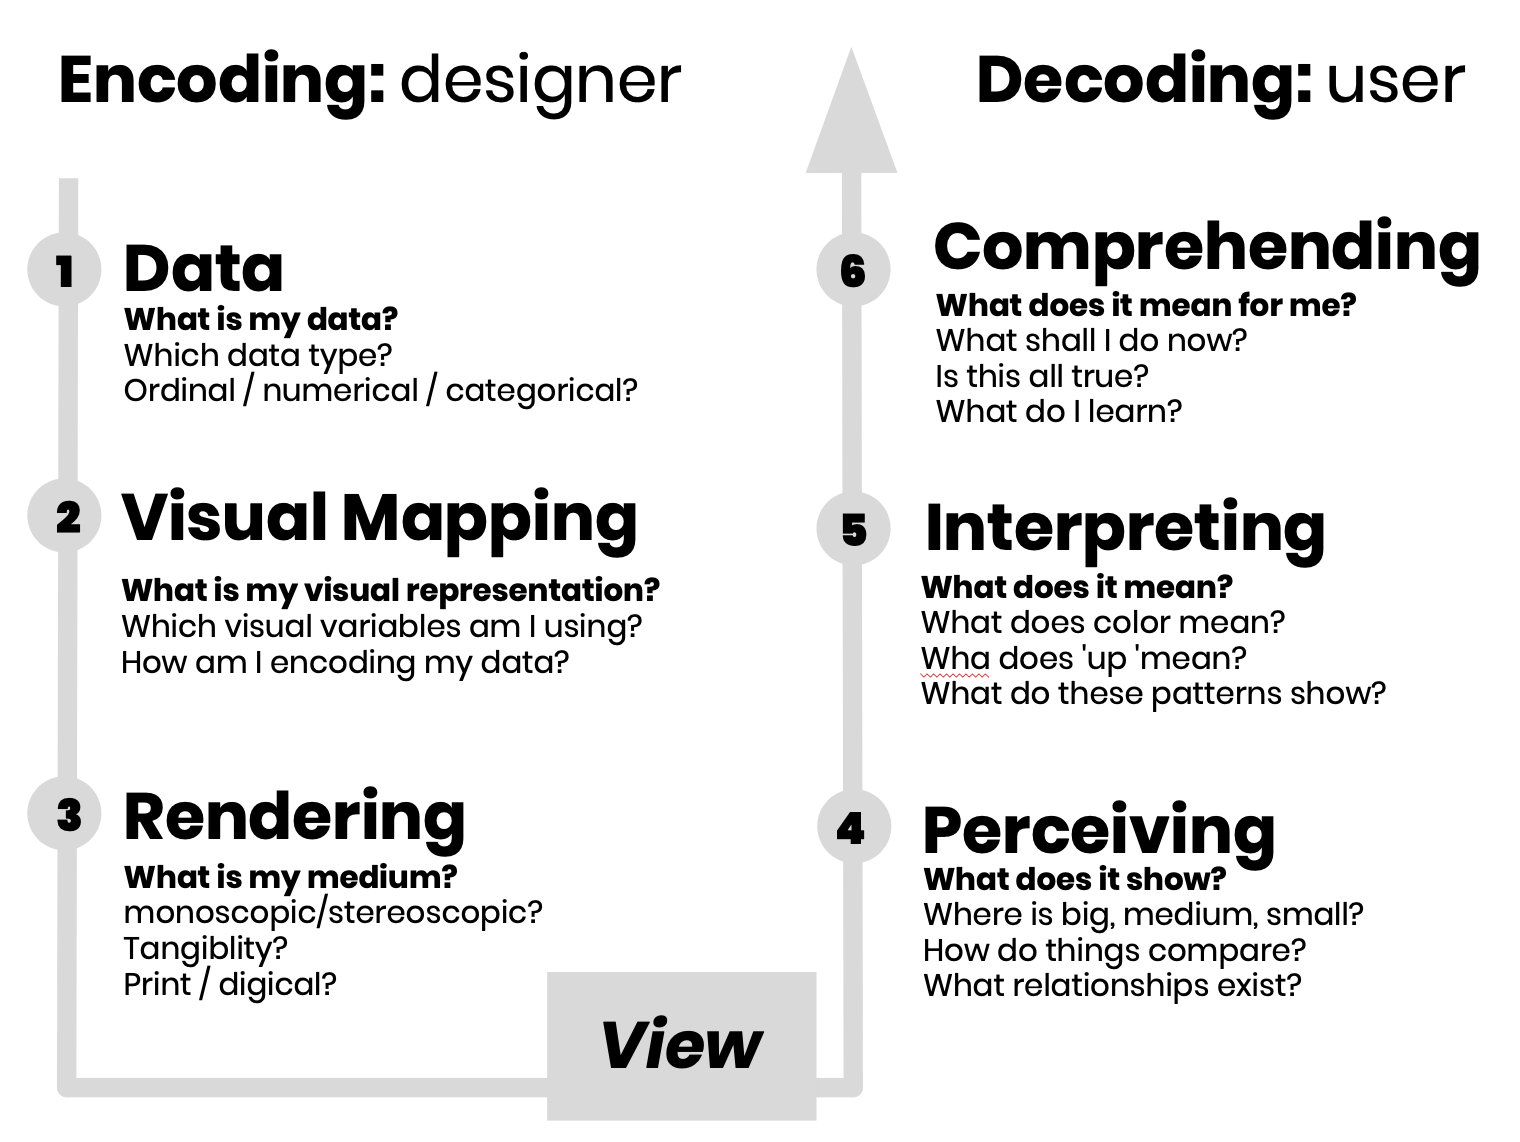 Encoding: designer
1
Data
What is my data?
Which data type?
Ordinal / numerical / categorical?
2
Visual Mapping
What is my visual representation?
Which visual variables am I using?
How am I encoding my data?
3
Rendering
What is my medium?
monoscopic/stereoscopic?
Tangiblity?
Print / digical?
View
Decoding: user
6
Comprehending
What does it mean for me?
What shall I do now?
Is this all true?
What do I learn?
5
Interpreting
What does it mean?
What does color mean?
Wha does 'up 'mean?
What do these patterns show?
4
Perceiving
What does it show?
Where is big, medium, small?
How do things compare?
What relationships exist?